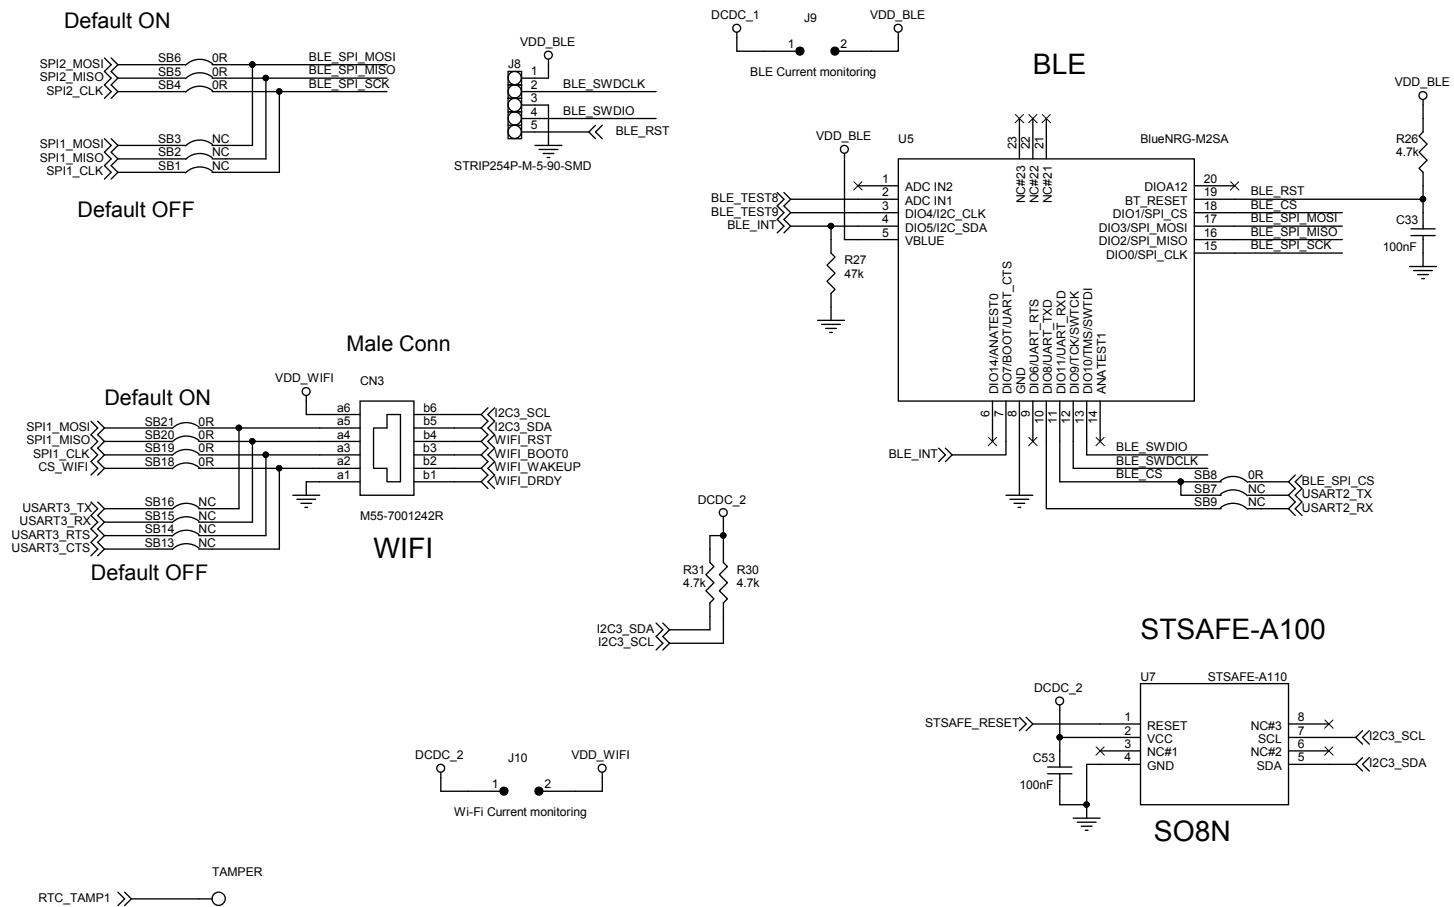 Default ON
SPI2_MOSI SB6 0R BLE_SPI_MOSI
SPI2_MISO SB5 0R BLE_SPI_MISO
SPI2_CLK SB4 0R BLE_SPI_SCK
SPI1_MOSI SB3 NC
SPI1_MISO SB2 NC
SPI1_CLK SB1 NC
Default OFF
VDD_BLE
J8
1
2 BLE_SWDCLK
3
4 BLE_SWDIO
5 BLE_RST
STRIP254P-M-5-90-SMD
DCDC_1 J9 VDD_BLE
1 2
BLE Current monitoring
BLE
VDD_BLE
R26
4.7k
C33
100nF
VDD_BLE U5 BlueNRG-M2SA
23 22 21
NC#23 NC#22 NC#21
1 ADC IN2
BLE_TEST8 2 ADC IN1
BLE_TEST9 3 DIO4/I2C_CLK
BLE_INT 4 DIO5/I2C_SDA
5 VBLUE
R27
47k
DIOA12 20
BT_RESET 19 BLE_RST
DIO1/SPI_CS 18 BLE_CS
DIO3/SPI_MOSI 17 BLE_SPI_MOSI
DIO2/SPI_MISO 16 BLE_SPI_MISO
DIO0/SPI_CLK 15 BLE_SPI_SCK
DIO14/ANATEST0
DIO7/BOOT/UART_CTS
GND
DIO6/UART_RTS
DIO8/UART_TXD
DIO11/UART_RXD
DIO9/TCK/SWTCK
DIO10/TMS/SWTDI
ANATEST1
6 7 8 9 10 11 12 13 14
BLE_INT
BLE_SWDIO
BLE_SWDCLK
BLE_CS SB8 0R BLE_SPI_CS
SB7 NC USART2_TX
SB9 NC USART2_RX
Male Conn
VDD_WIFI CN3
Default ON
a6 b6 I2C3_SCL
SPI1_MOSI SB21 0R a5 b5 I2C3_SDA
SPI1_MISO SB20 0R a4 b4 WIFI_RST
SPI1_CLK SB19 0R a3 b3 WIFI_BOOT0
CS_WIFI SB18 0R a2 b2 WIFI_WAKEUP
a1 b1 WIFI_DRDY
USART3_TX SB16 NC
USART3_RX SB15 NC
USART3_RTS SB14 NC
USART3_CTS SB13 NC
M55-7001242R
WIFI
Default OFF
DCDC_2
R31 R30
4.7k 4.7k
I2C3_SDA
I2C3_SCL
STSAFE-A100
U7 STSAFE-A110
DCDC_2
STSAFE_RESET 1 RESET NC#3 8
2 VCC SCL 7 I2C3_SCL
3 NC#1 NC#2 6
4 GND SDA 5 I2C3_SDA
C53
100nF
SO8N
DCDC_2 J10 VDD_WIFI
1 2
Wi-Fi Current monitoring
TAMPER
RTC_TAMP1